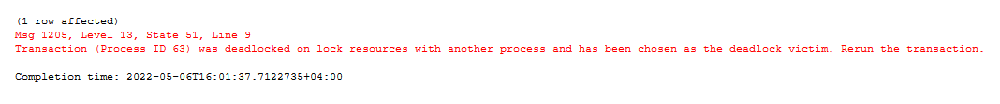 (1 row affected)
Msg 1205, Level 13, State 51, Line 9
Transaction (Process ID 63) was deadlocked on lock resources with another process and has been chosen as the deadlock victim. Rerun the transaction.
Completion time: 2022-05-06T16:01:37.7122735+04:00